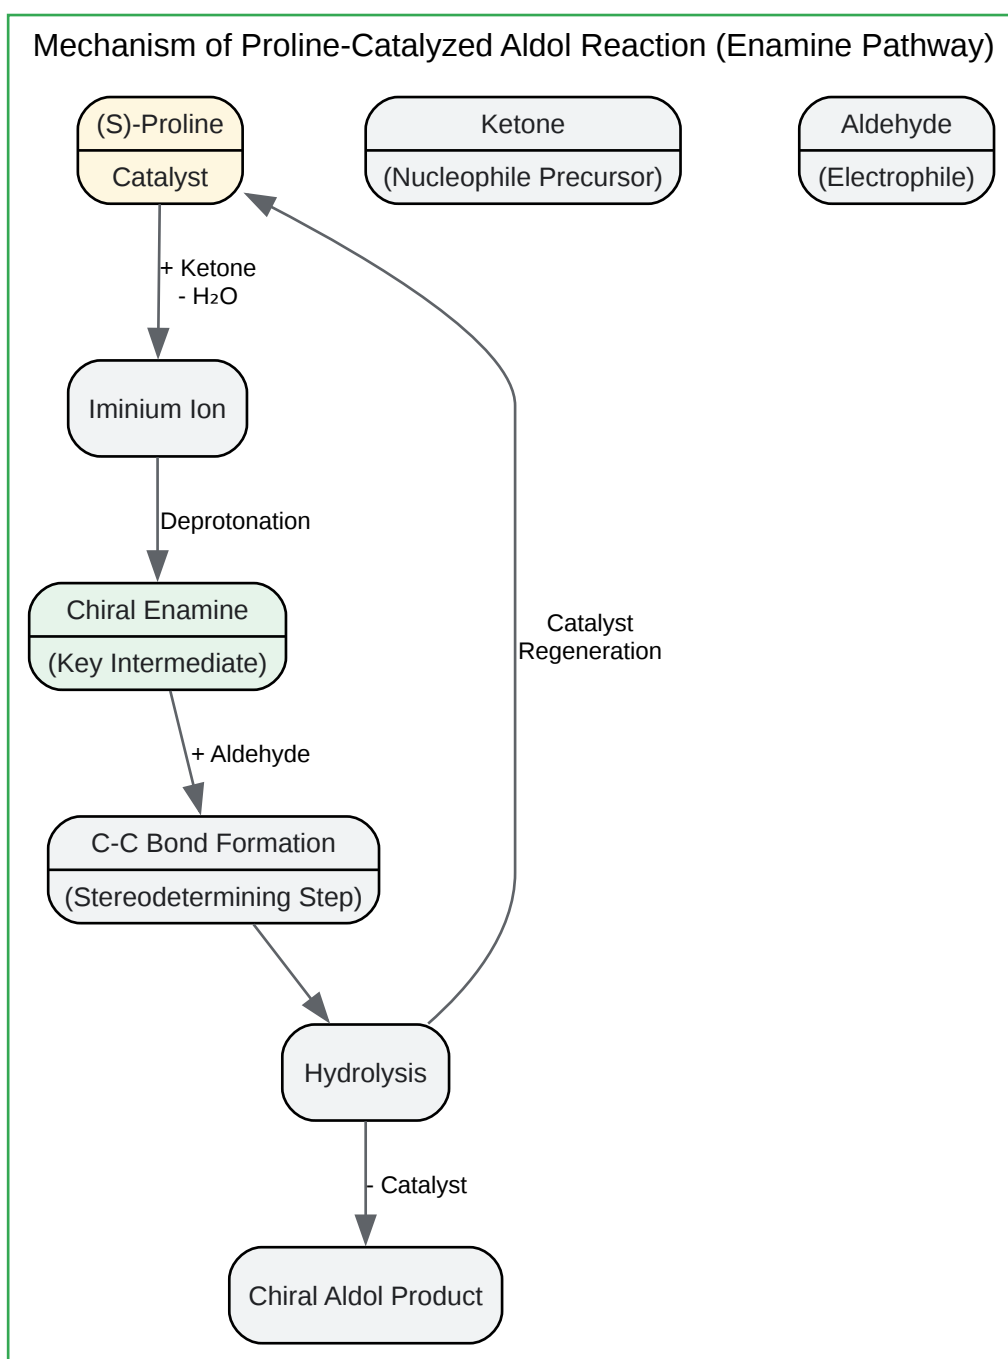 Mechanism of Proline-Catalyzed Aldol Reaction (Enamine Pathway)
(S)-Proline
Catalyst
Ketone
(Nucleophile Precursor)
Aldehyde
(Electrophile)
+ Ketone
- H₂O
Iminium Ion
Deprotonation
Chiral Enamine
(Key Intermediate)
Catalyst
Regeneration
+ Aldehyde
C-C Bond Formation
(Stereodetermining Step)
Hydrolysis
- Catalyst
Chiral Aldol Product